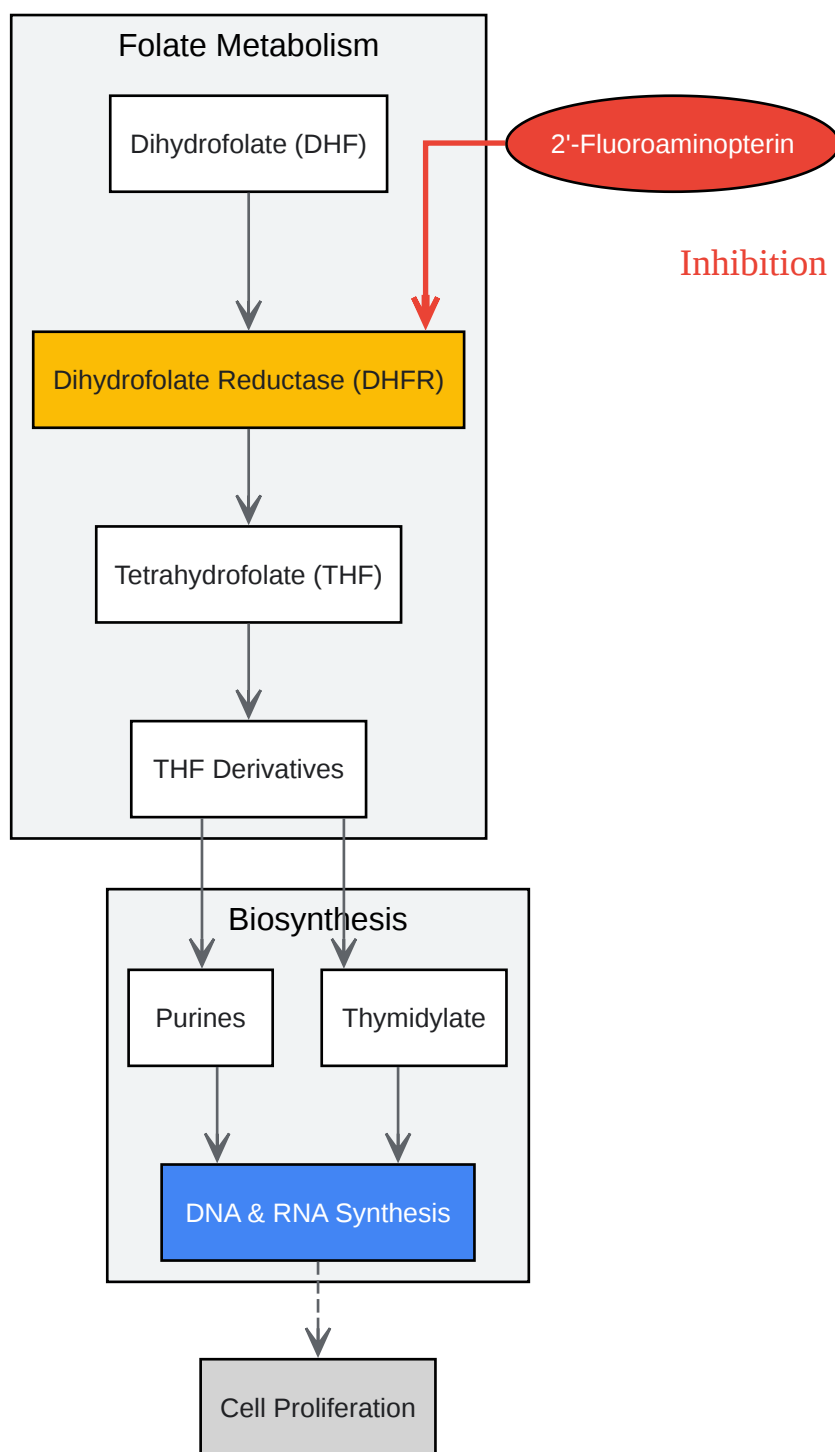 Folate Metabolism
Dihydrofolate (DHF)
2'-Fluoroaminopterin
Inhibition
Dihydrofolate Reductase (DHFR)
Tetrahydrofolate (THF)
THF Derivatives
Biosynthesis
Purines
Thymidylate
DNA & RNA Synthesis
Cell Proliferation